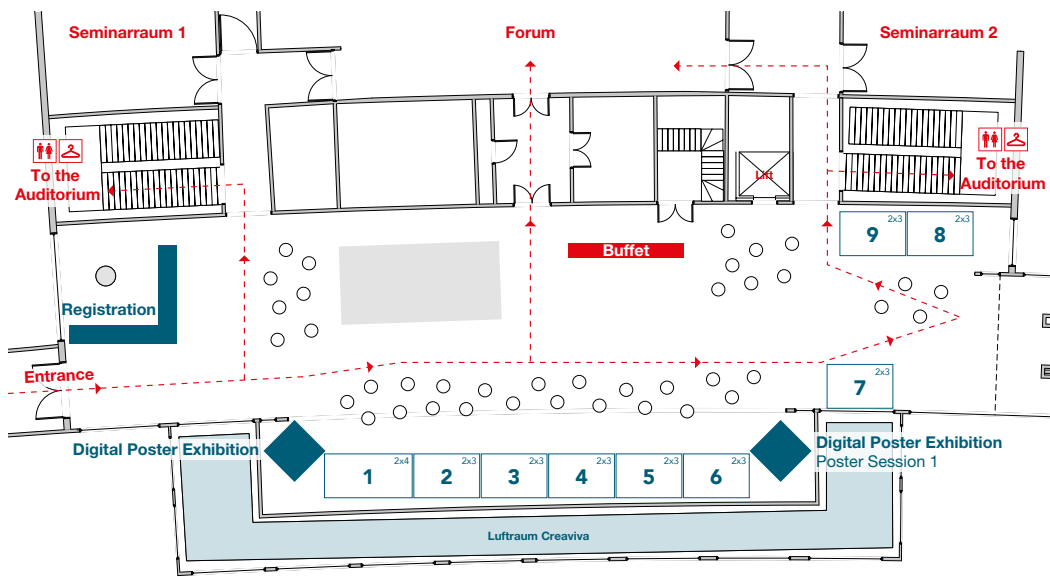 Seminarraum 1
Forum
Seminarraum 2
To the
Auditorium
Lift
To the
Auditorium
2x3
9
2x3
8
Buffet
Registration
Entrance
2x3
7
Digital Poster Exhibition
Digital Poster Exhibition
Poster Session 1
2x4
1
2x3
2
2x3
3
2x3
4
2x3
5
2x3
6
Luftraum Creaviva